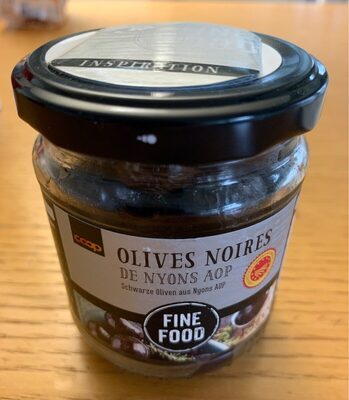 INSPIRATION
coop
OLIVES NOIRES
DE NYONS AOP
Schwarze Oliven aus Nyons AOP
FINE
FOOD